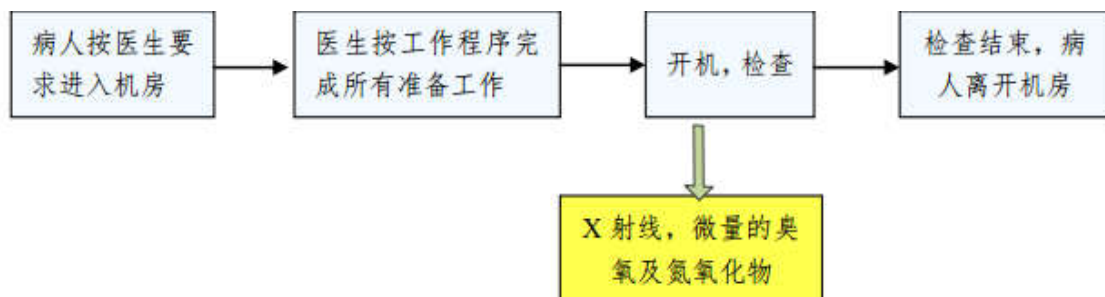 病人按医生要
求进入机房
医生按工作程序完
成所有准备工作
开机，检查
检查结束，病
人离开机房
X 射线，微量的臭
氧及氮氧化物